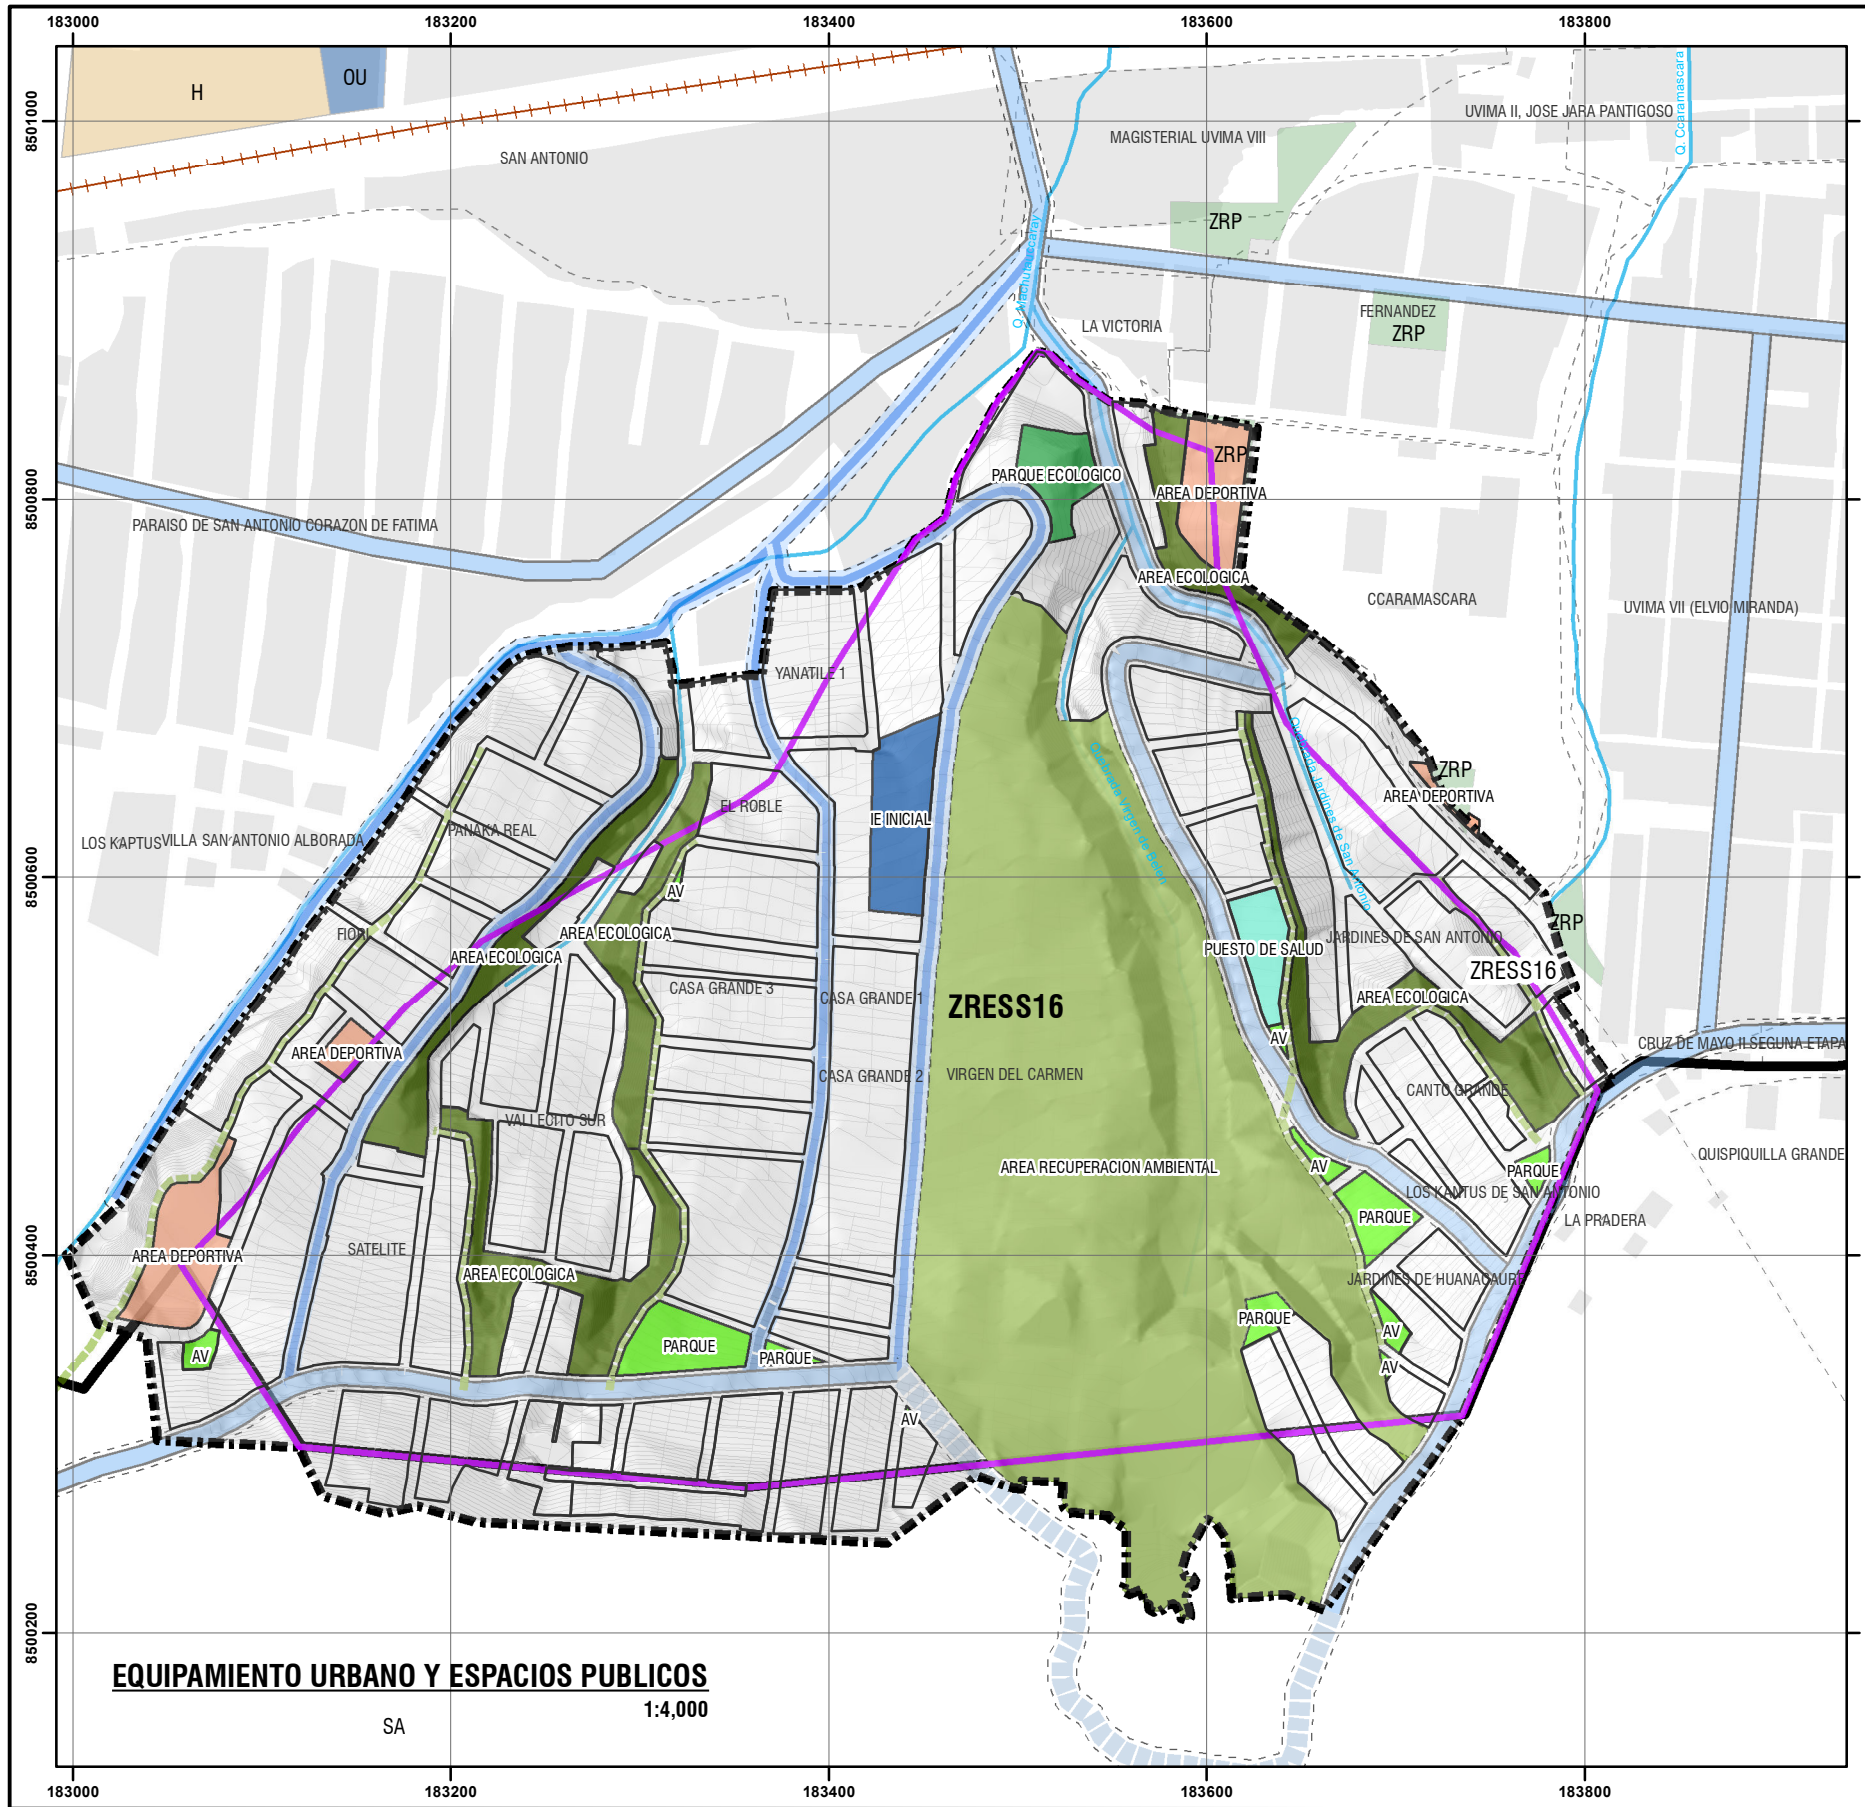 183000
183200
183400
183600
183800
8501000
8500800
8500600
8500400
8500200
H
OU
SAN ANTONIO
MAGISTERIAL UVIMA VIII
UVIMA II, JOSE JARA PANTIGOSO
Q. Ccaramascara
ZRP
FERNANDEZ
ZRP
LA VICTORIA
PARQUE ECOLOGICO
ZRP
AREA DEPORTIVA
PARAISO DE SAN ANTONIO CORAZON DE FATIMA
AREA ECOLOGICA
CCARAMASCARA
UVIMA VII (ELVIO MIRANDA)
YANATILE 1
ZRP
AREA DEPORTIVA
EL ROBLE
IE INICIAL
PANAKA REAL
LOS KAPTUS
VILLA SAN ANTONIO ALBORADA
Quebrada Virgen de Belen
Quebrada Jardines de San Antonio
AV
FIORI
AREA ECOLOGICA
AREA ECOLOGICA
ZRP
JARDINES DE SAN ANTONIO
PUESTO DE SALUD
ZRESS16
CASA GRANDE 3
CASA GRANDE 1
ZRESS16
AREA ECOLOGICA
AREA DEPORTIVA
AV
CRUZ DE MAYO II SEGUNA ETAPA
CASA GRANDE 2
VIRGEN DEL CARMEN
CANTO GRANDE
VALLECITO SUR
QUISPIQUILLA GRANDE
AREA RECUPERACION AMBIENTAL
AV
PARQUE
LOS KANTUS DE SAN ANTONIO
PARQUE
LA PRADERA
SATELITE
AREA DEPORTIVA
AREA ECOLOGICA
PARQUE
AV
PARQUE
PARQUE
AV
AV
AV
EQUIPAMIENTO URBANO Y ESPACIOS PUBLICOS
1:4,000
SA
183000
183200
183400
183600
183800